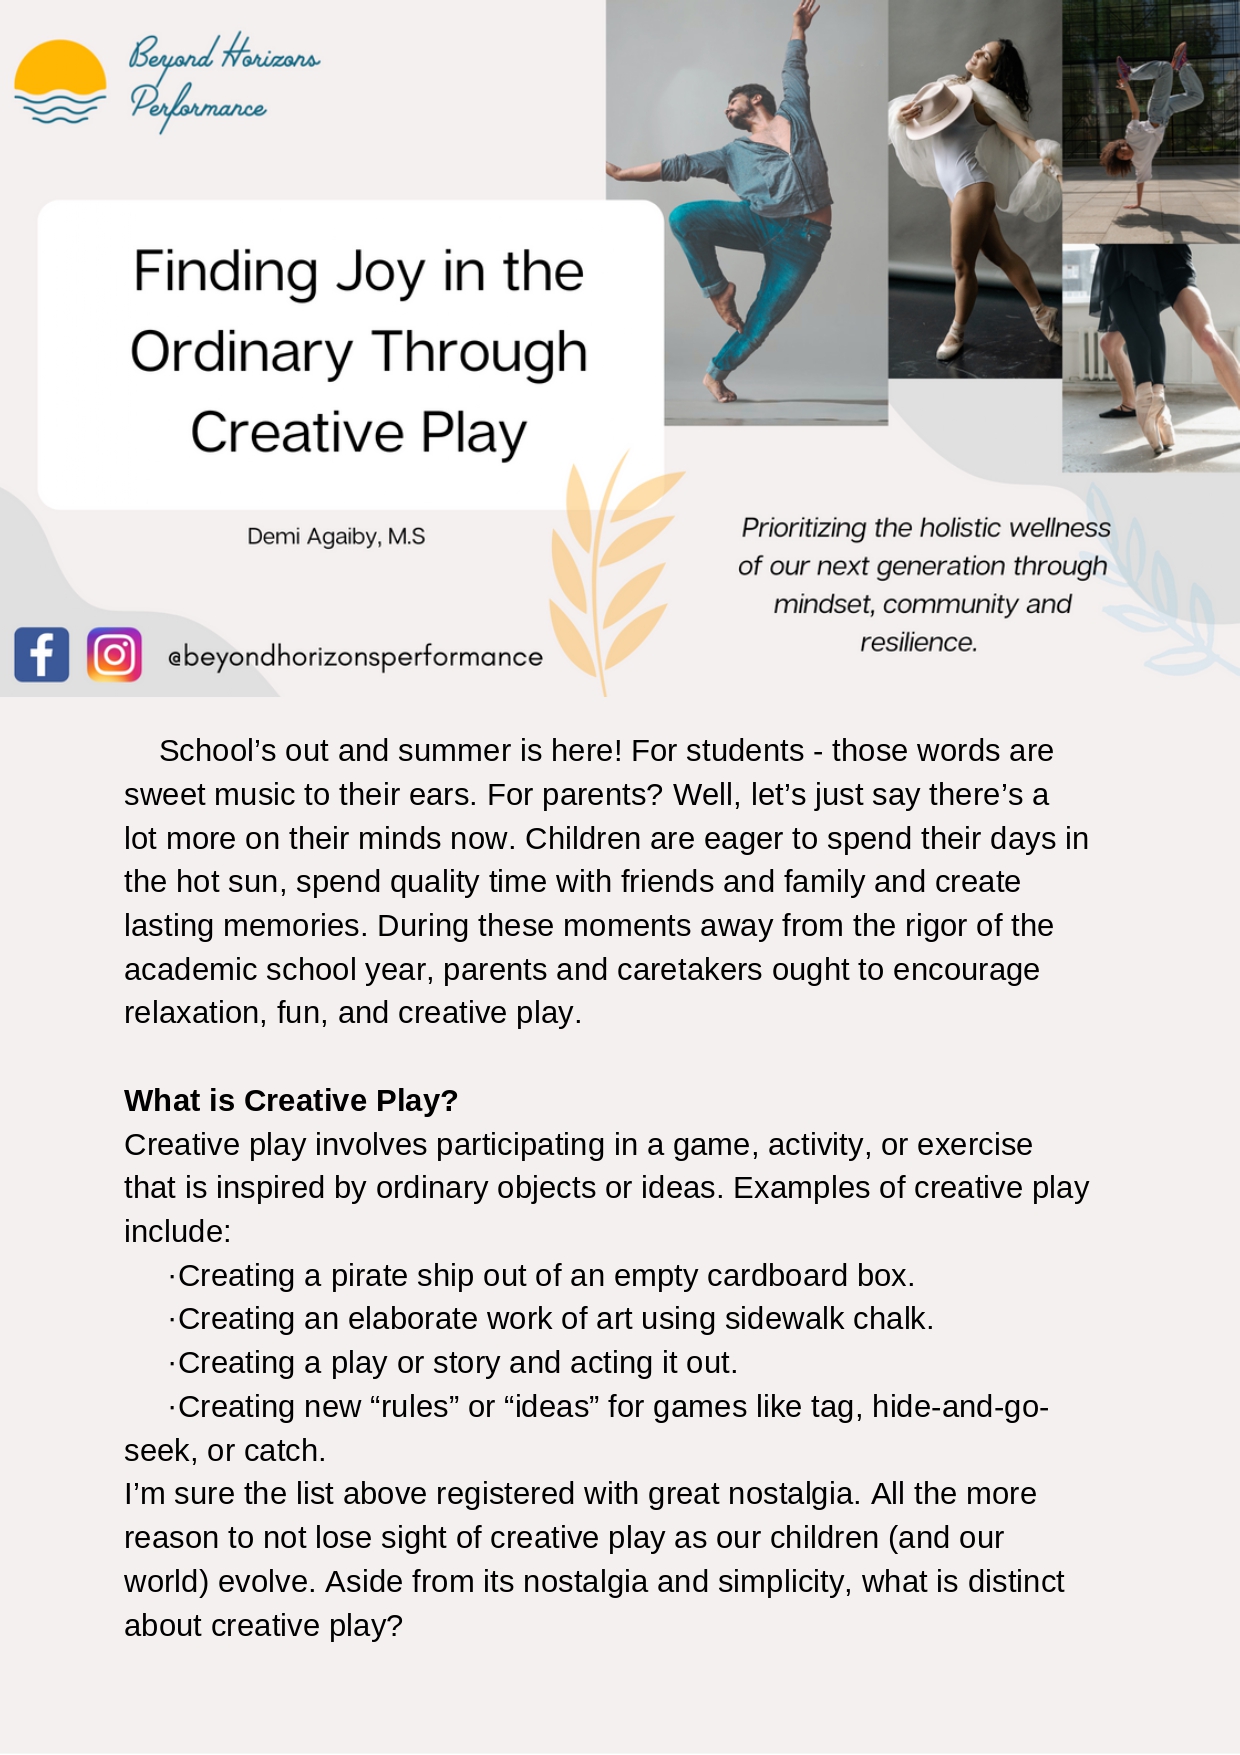 Beyond Horizons
Performance
Finding Joy in the
Ordinary Through
Creative Play
Demi Agaiby, M.S
Prioritizing the holistic wellness
of our next generation through
mindset, community and
resilience.
@beyondhorizonsperformance
School’s out and summer is here! For students - those words are
sweet music to their ears. For parents? Well, let’s just say there’s a
lot more on their minds now. Children are eager to spend their days in
the hot sun, spend quality time with friends and family and create
lasting memories. During these moments away from the rigor of the
academic school year, parents and caretakers ought to encourage
relaxation, fun, and creative play.
What is Creative Play?
Creative play involves participating in a game, activity, or exercise
that is inspired by ordinary objects or ideas. Examples of creative play
include:
·Creating a pirate ship out of an empty cardboard box.
·Creating an elaborate work of art using sidewalk chalk.
·Creating a play or story and acting it out.
·Creating new “rules” or “ideas” for games like tag, hide-and-go-
seek, or catch.
I’m sure the list above registered with great nostalgia. All the more
reason to not lose sight of creative play as our children (and our
world) evolve. Aside from its nostalgia and simplicity, what is distinct
about creative play?